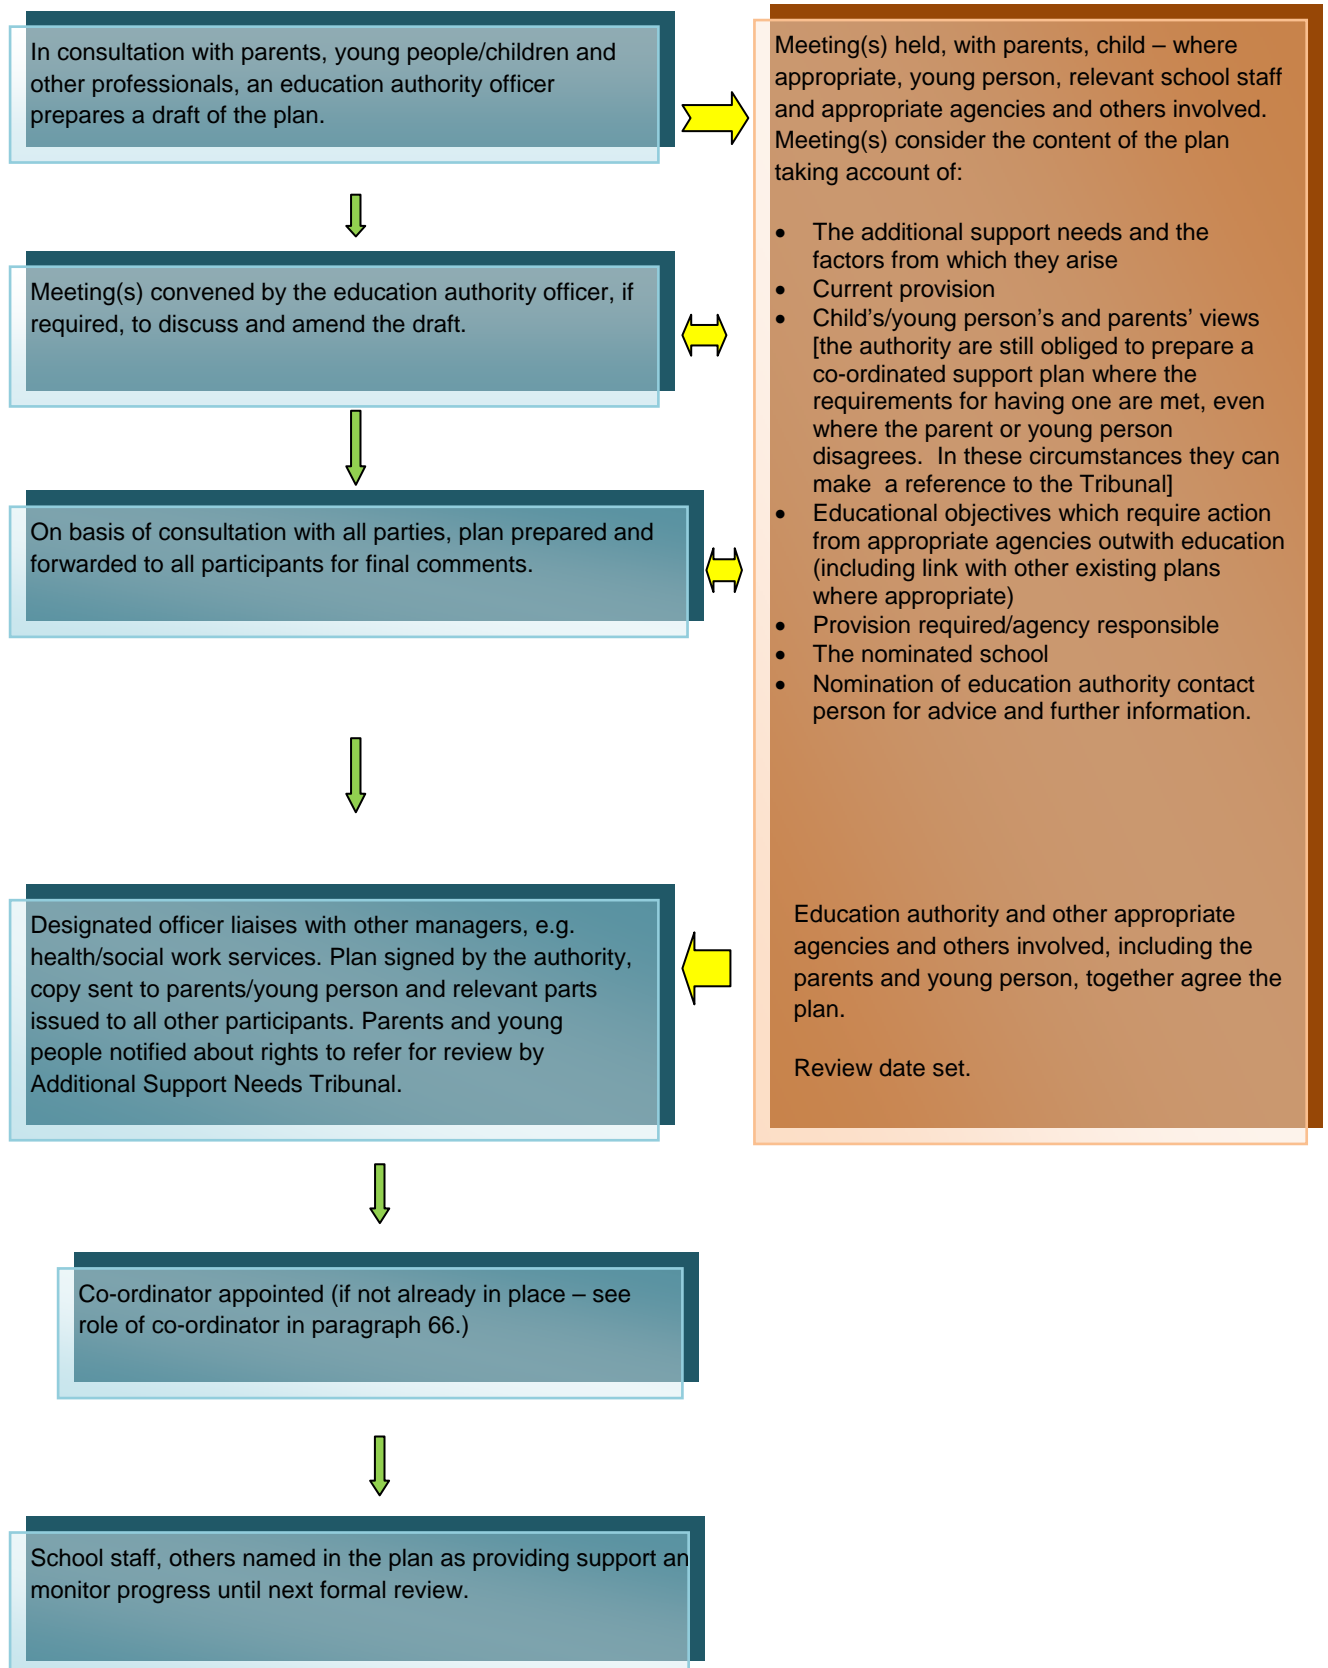 In consultation with parents, young people/children and
other professionals, an education authority officer
prepares a draft of the plan.
Meeting(s) convened by the education authority officer, if
required, to discuss and amend the draft.
On basis of consultation with all parties, plan prepared and
forwarded to all participants for final comments.
Meeting(s) held, with parents, child – where
appropriate, young person, relevant school staff
and appropriate agencies and others involved.
Meeting(s) consider the content of the plan
taking account of:
• The additional support needs and the
factors from which they arise
• Current provision
• Child's/young person's and parents' views
[the authority are still obliged to prepare a
co-ordinated support plan where the
requirements for having one are met, even
where the parent or young person
disagrees. In these circumstances they can
make a reference to the Tribunal]
• Educational objectives which require action
from appropriate agencies outwith education
(including link with other existing plans
where appropriate)
• Provision required/agency responsible
• The nominated school
• Nomination of education authority contact
person for advice and further information.
Education authority and other appropriate
agencies and others involved, including the
parents and young person, together agree the
plan.
Review date set.
Designated officer liaises with other managers, e.g.
health/social work services. Plan signed by the authority,
copy sent to parents/young person and relevant parts
issued to all other participants. Parents and young
people notified about rights to refer for review by
Additional Support Needs Tribunal.
Co-ordinator appointed (if not already in place – see
role of co-ordinator in paragraph 66.)
School staff, others named in the plan as providing support an
monitor progress until next formal review.